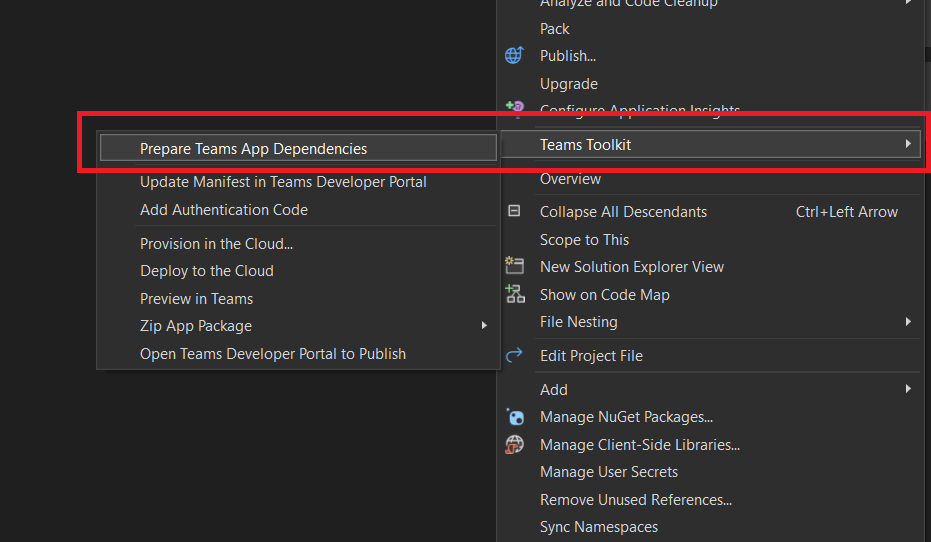 Analyze and Code Cleanup
Pack
Publish...
Upgrade
Configure Application Insights
Teams Toolkit
Prepare Teams App Dependencies
Update Manifest in Teams Developer Portal
Add Authentication Code
Provision in the Cloud...
Deploy to the Cloud
Preview in Teams
Zip App Package
Open Teams Developer Portal to Publish
Overview
Collapse All Descendants Ctrl+Left Arrow
Scope to This
New Solution Explorer View
Show on Code Map
File Nesting
Edit Project File
Add
Manage NuGet Packages...
Manage Client-Side Libraries...
Manage User Secrets
Remove Unused References...
Sync Namespaces